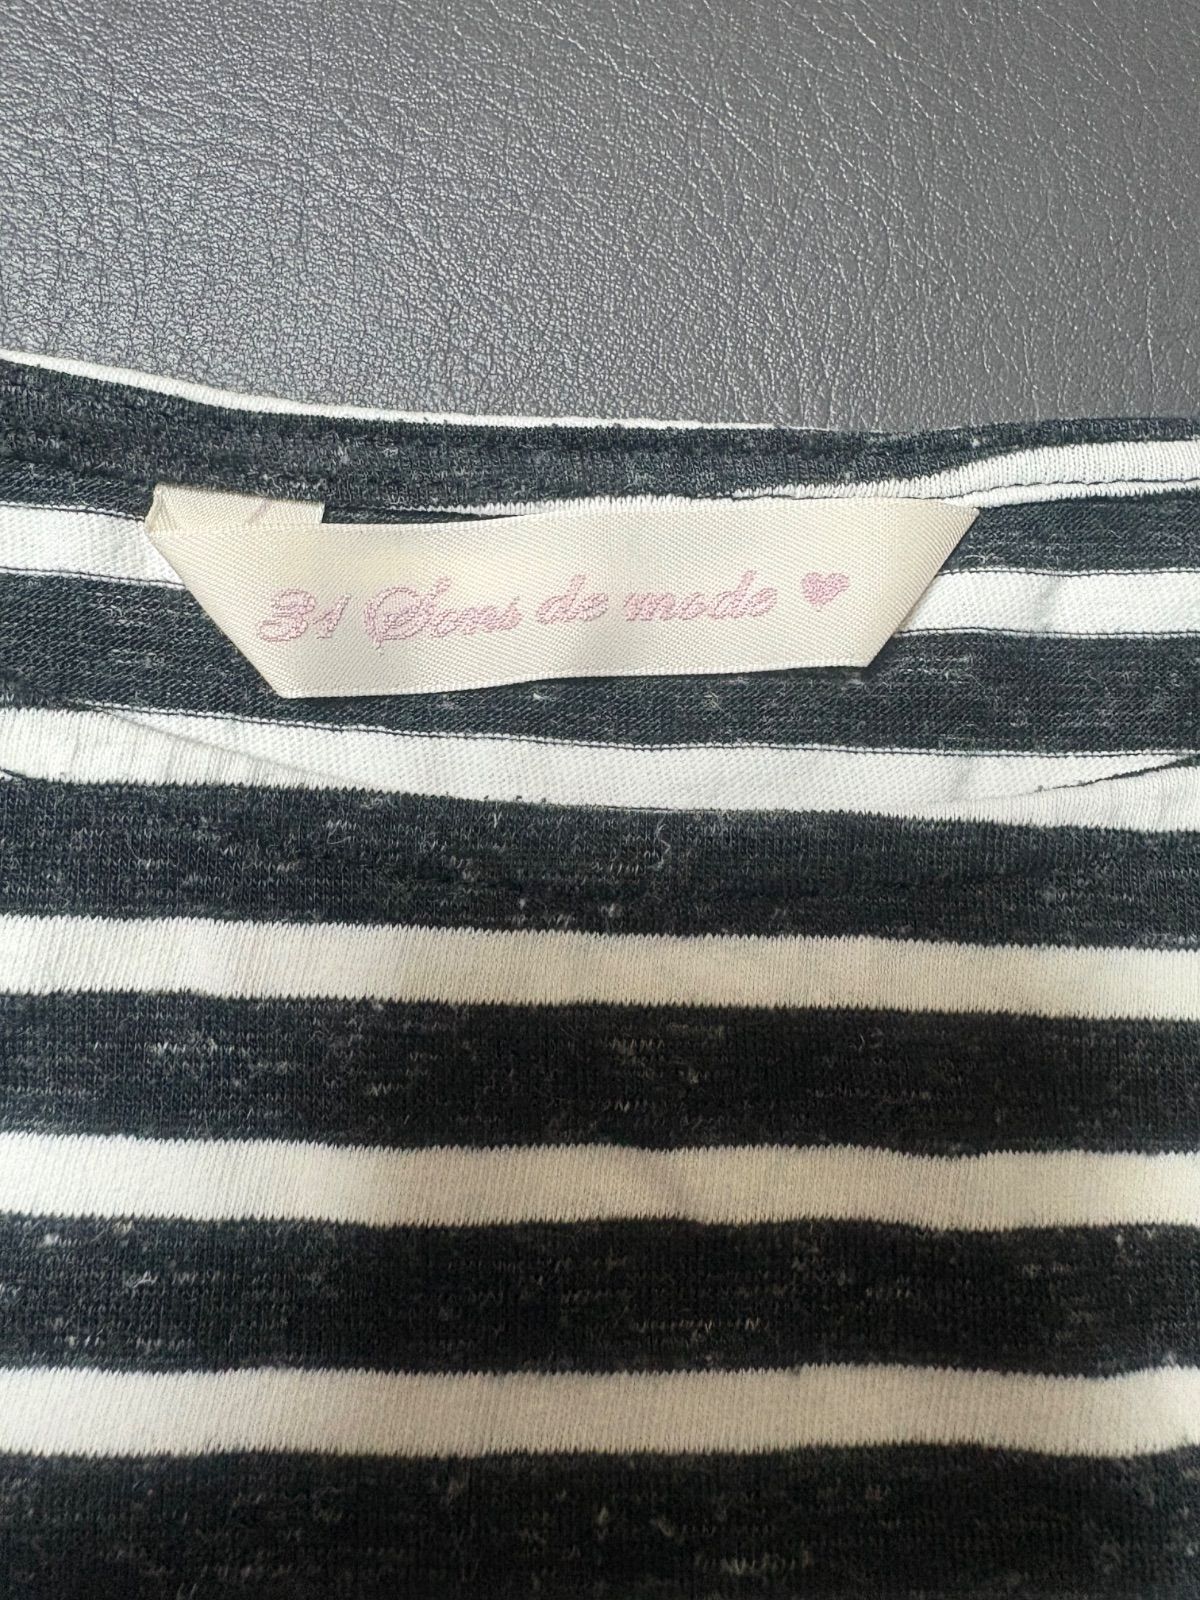 31 Sons de mode ♥